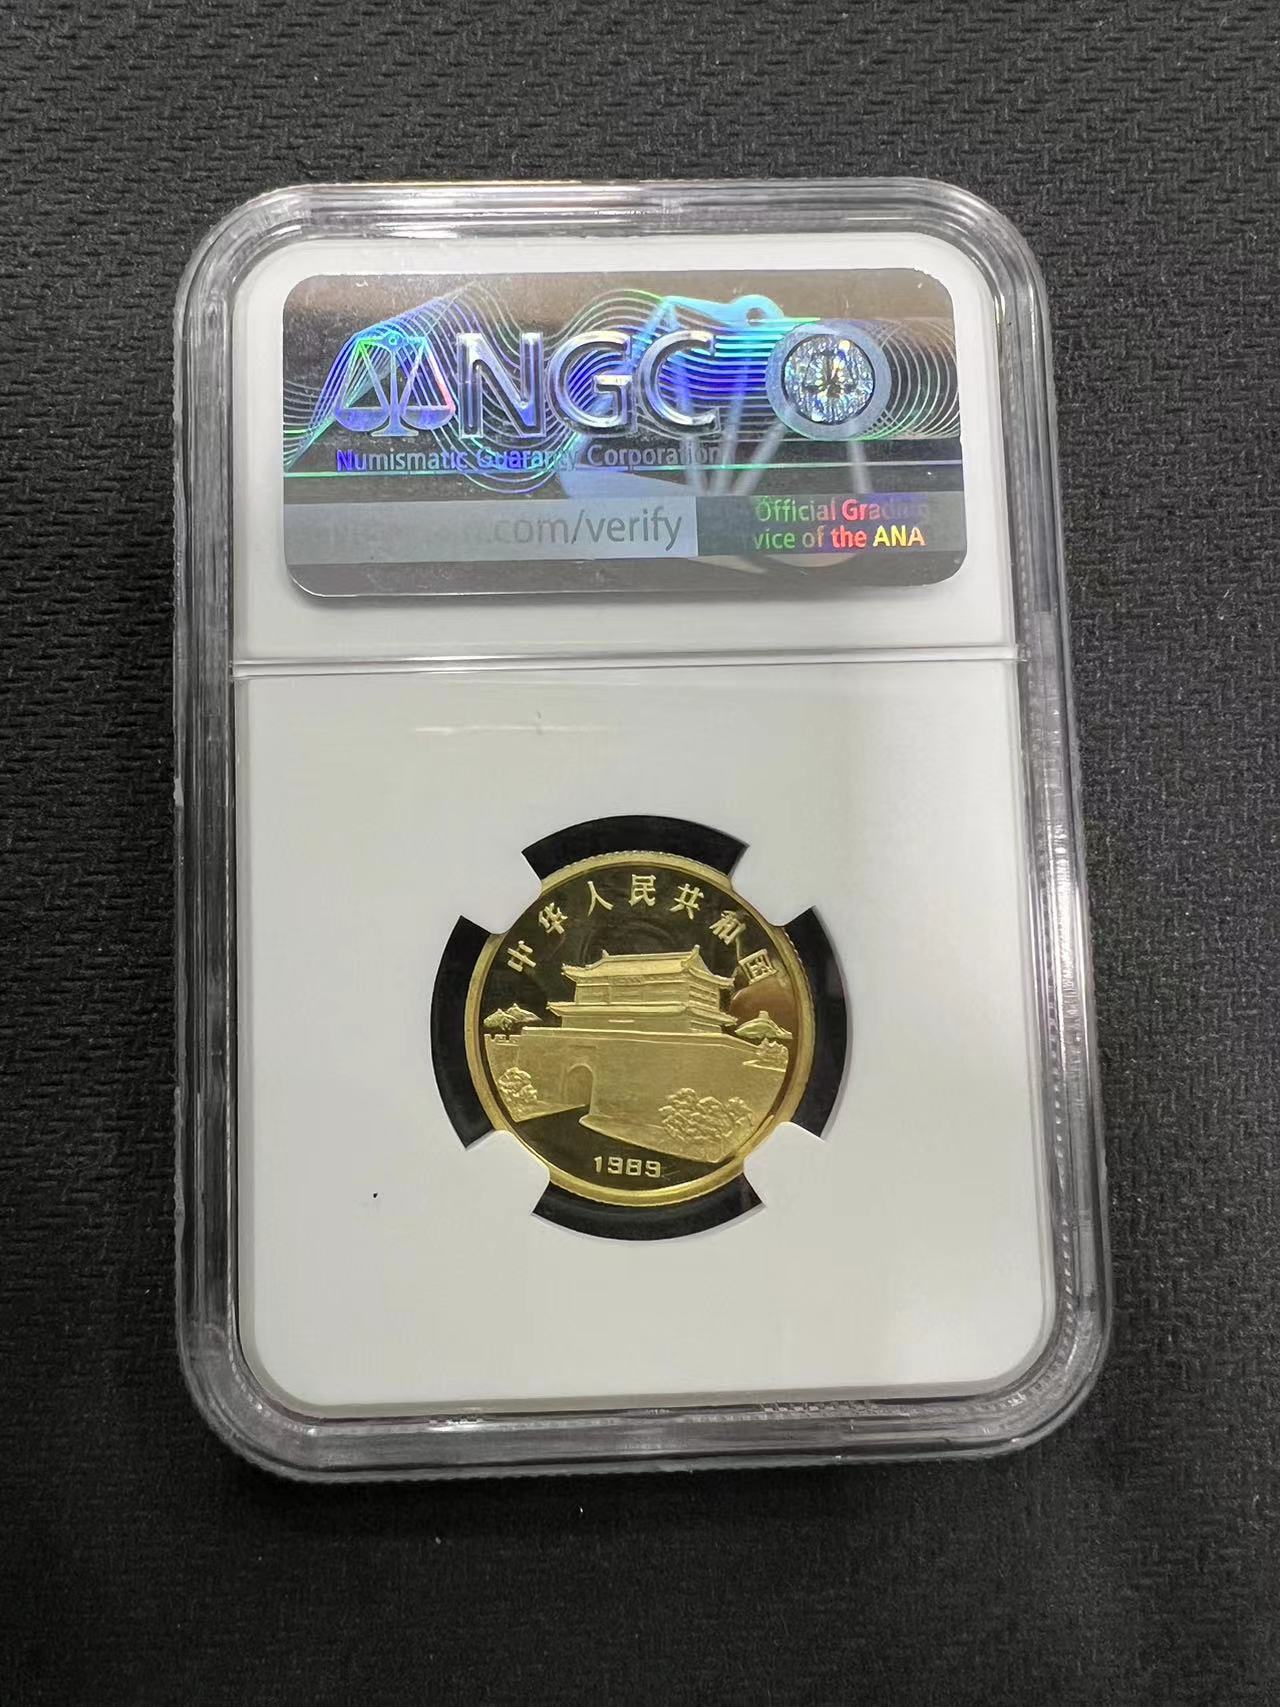 NGC
Numismatic Guaranty Corporation
.com/verify
Official Grading
vice of the ANA
中华人民共和国
1989